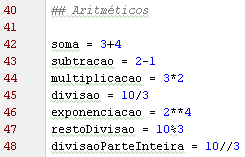 40 ## Aritméticos
41
42 soma = 3+4
43 subtracao = 2-1
44 multiplicacao = 3*2
45 divisao = 10/3
46 exponenciacao = 2**4
47 restoDivisao = 10%3
48 divisaoParteInteira = 10//3